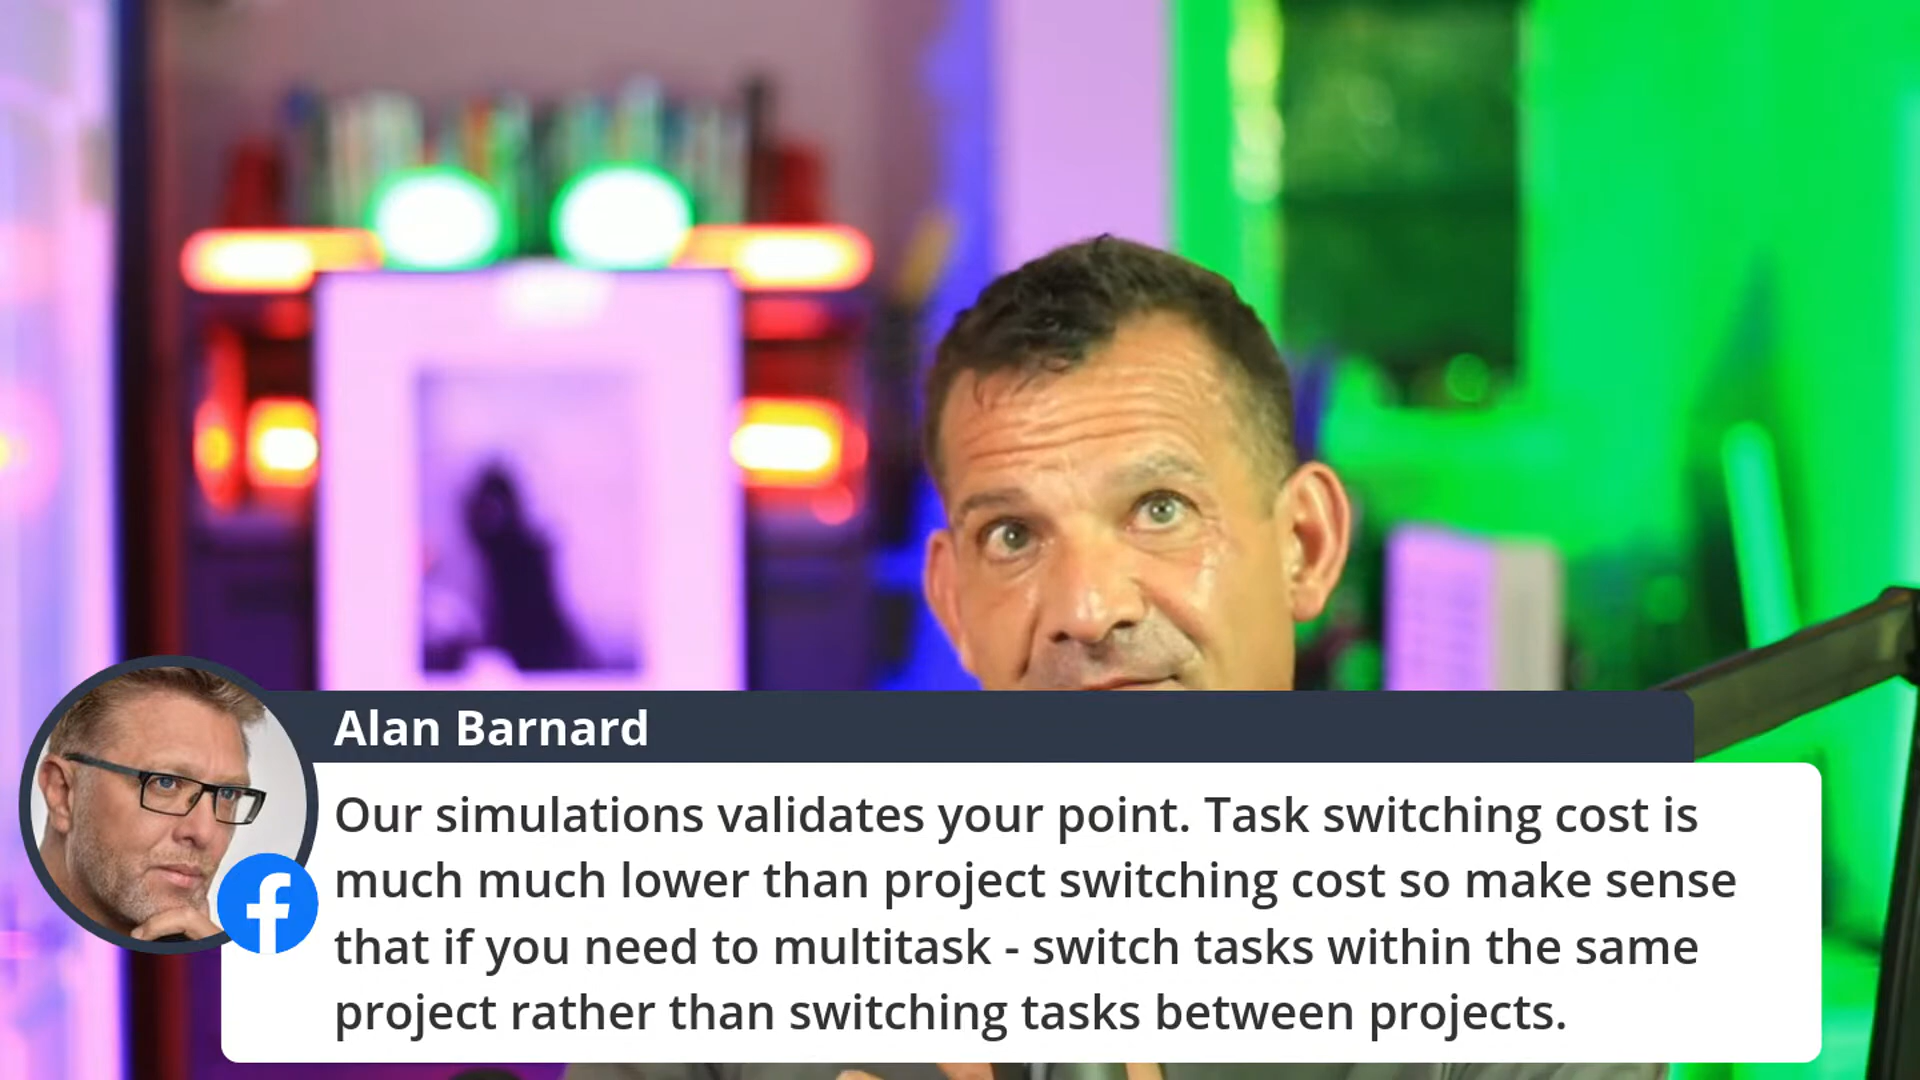 Alan Barnard
Our simulations validates your point. Task switching cost is
much much lower than project switching cost so make sense
that if you need to multitask - switch tasks within the same
project rather than switching tasks between projects.